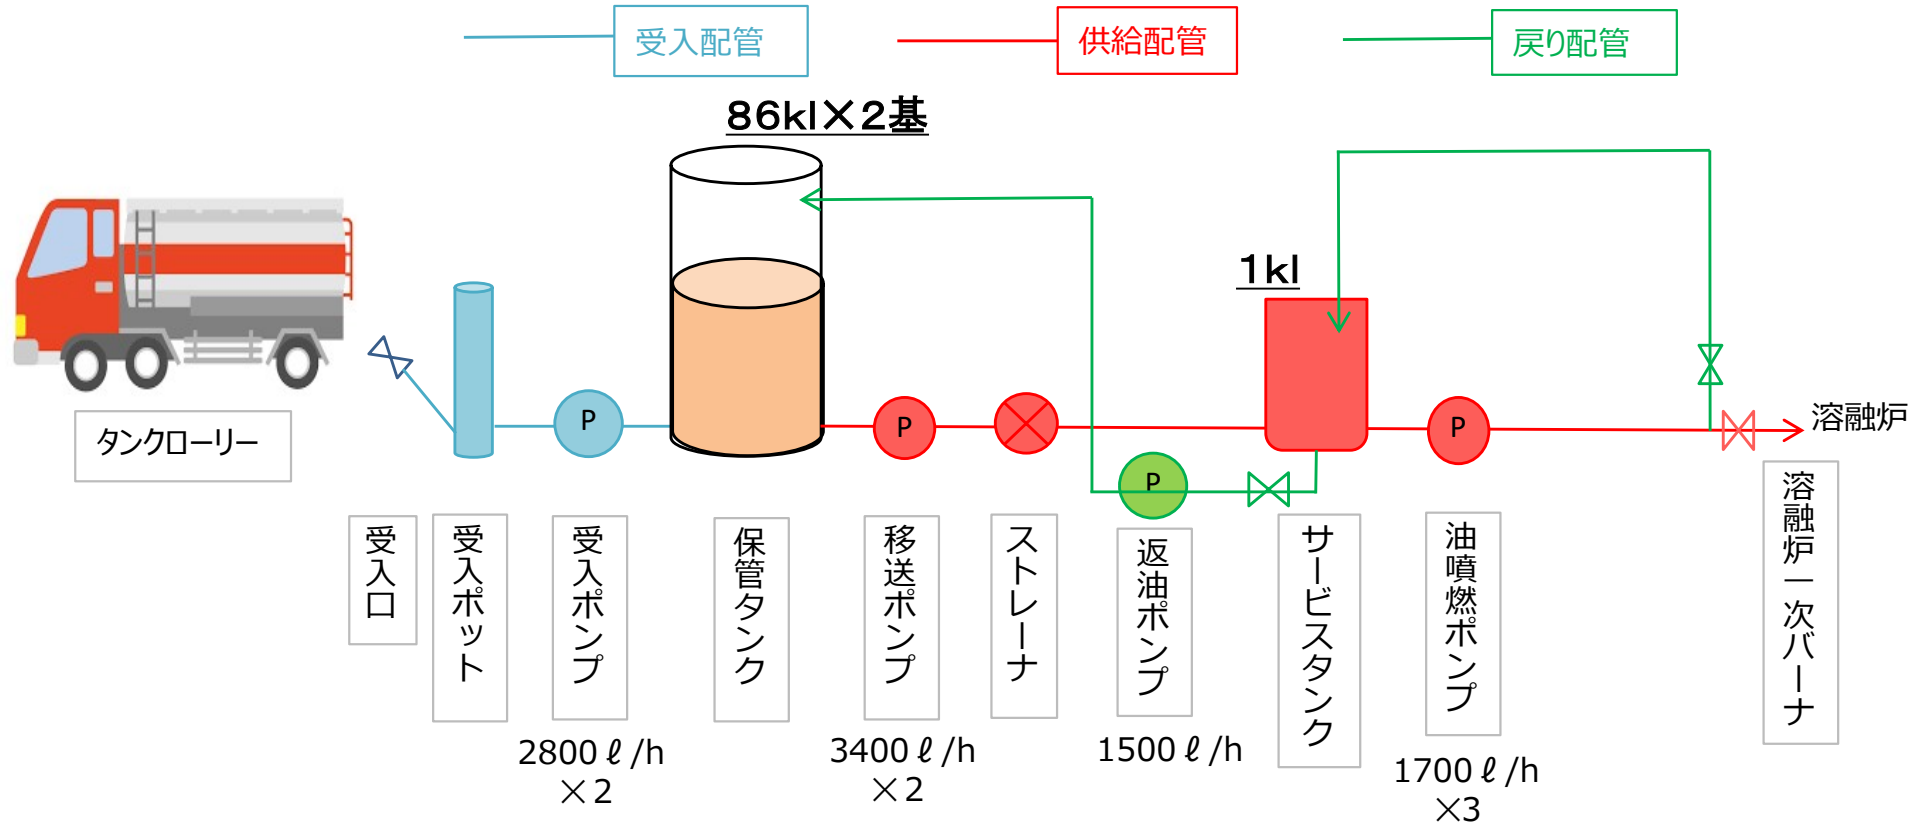 受入配管
供給配管
戻り配管
86kl×2基
1kl
P
P
P
P
P
溶融炉
タンクローリー
受入口
受入ポット
受入ポンプ
保管タンク
移送ポンプ
ストレーナ
返油ポンプ
サービスタンク
油噴燃ポンプ
溶融炉一次バーナ
2800ℓ/h
×2
3400ℓ/h
×2
1500ℓ/h
1700ℓ/h
×3